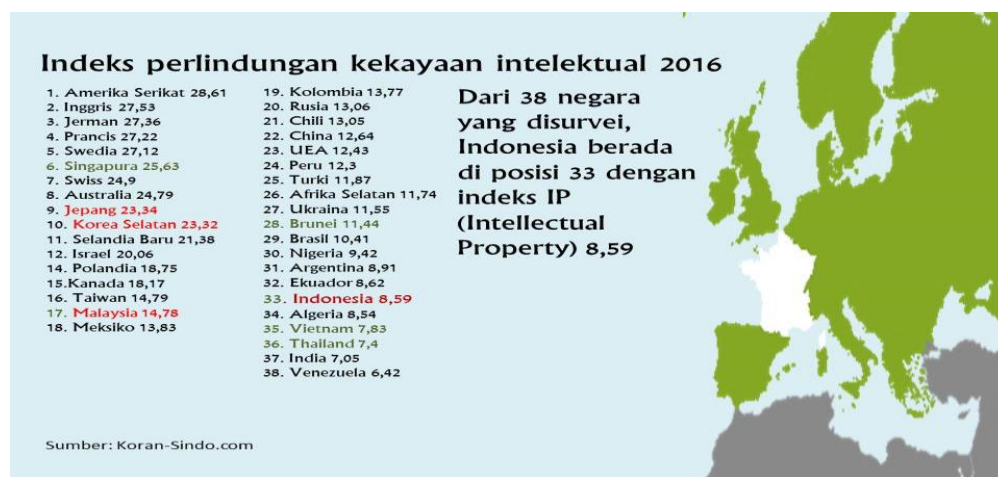 Indeks perlindungan kekayaan intelektual 2016
1. Amerika Serikat 28,61
2. Inggris 27,53
3. Jerman 27,36
4. Prancis 27,22
5. Swedia 27,12
6. Singapura 25,63
7. Swiss 24,9
8. Australia 24,79
9. Jepang 23,34
10. Korea Selatan 23,32
11. Selandia Baru 21,38
12. Israel 20,06
14. Polandia 18,75
15.Kanada 18,17
16. Taiwan 14,79
17. Malaysia 14,78
18. Meksiko 13,83
19. Kolombia 13,77
20. Rusia 13,06
21. Chili 13,05
22. China 12,64
23. UEA 12,43
24. Peru 12,3
25. Turki 11,87
26. Afrika Selatan 11,74
27. Ukraina 11,55
28. Brunei 11,44
29. Brasil 10,41
30. Nigeria 9,42
31. Argentina 8,91
32. Ekuador 8,62
33. Indonesia 8,59
34. Algeria 8,54
35. Vietnam 7,83
36. Thailand 7,4
37. India 7,05
38. Venezuela 6,42
Dari 38 negara
yang disurvei,
Indonesia berada
di posisi 33 dengan
indeks IP
(Intellectual
Property) 8,59
Sumber: Koran-Sindo.com